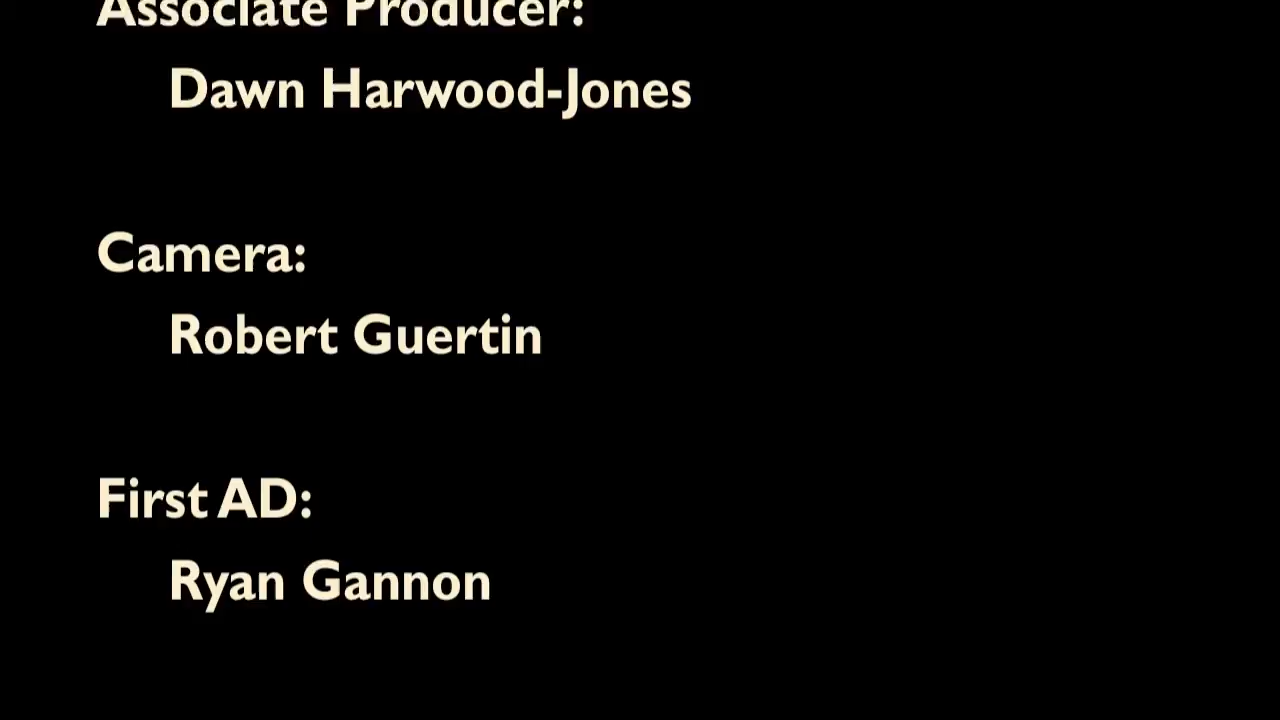 Associate Producer:
Dawn Harwood-Jones
Camera:
Robert Guertin
First AD:
Ryan Gannon